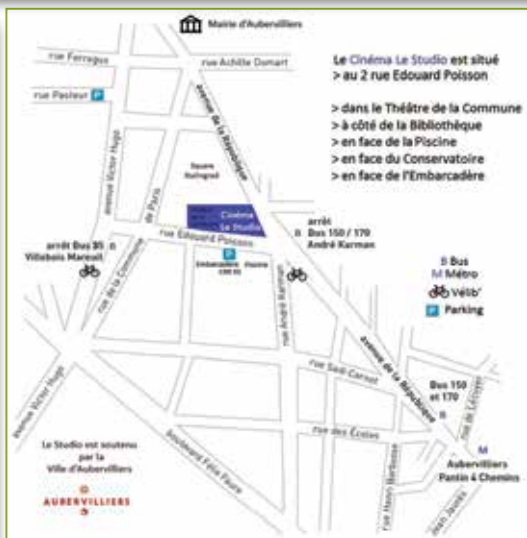 Mairie d'Aubervilliers
rue Ferragus
rue Achille Domart
rue Pasteur
P
avenue Victor Hugo
avenue de la République
Le Cinéma Le Studio est situé
> au 2 rue Edouard Poisson
> dans le Théâtre de la Commune
> à côté de la Bibliothèque
> en face de la Piscine
> en face du Conservatoire
> en face de l'Embarcadère
Square
Stalingrad
Cinéma
Le Studio
rue Edouard Poisson
rue de la Commune de Paris
arrêt Bus 35 B
Villebois Mareuil
P
Embarcadère piscine
arrêt
B Bus 150 / 170
André Karman
rue André Karman
B Bus
M Métro
Vélib'
P Parking
avenue de la République
rue Sadi Carnot
Bus 150
et 170
B
rue de Lécuyer
rue des Ecoles
avenue Victor Hugo
boulevard Félix Faure
rue Henri Barbusse
M
Aubervilliers
Pantin 4 Chemins
Jean Jaurès
Le Studio est soutenu
par la
Ville d'Aubervilliers
AUBERVILLIERS